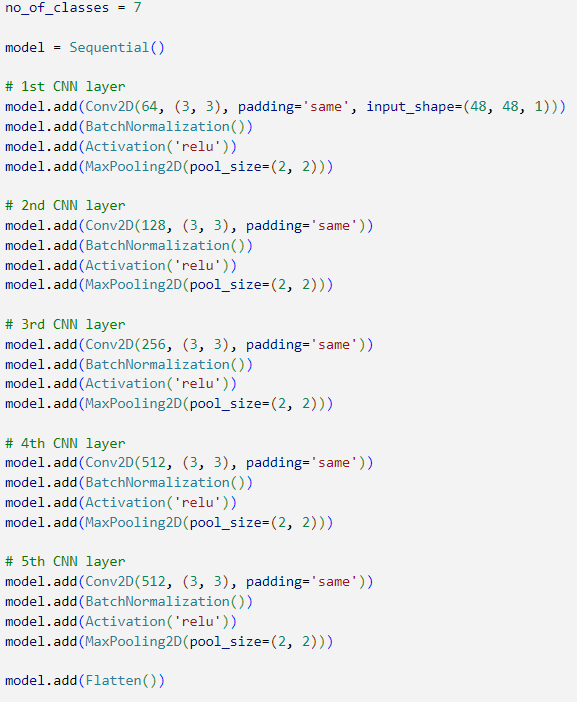 no_of_classes = 7
model = Sequential()
# 1st CNN layer
model.add(Conv2D(64, (3, 3), padding='same', input_shape=(48, 48, 1)))
model.add(BatchNormalization())
model.add(Activation('relu'))
model.add(MaxPooling2D(pool_size=(2, 2)))
# 2nd CNN layer
model.add(Conv2D(128, (3, 3), padding='same'))
model.add(BatchNormalization())
model.add(Activation('relu'))
model.add(MaxPooling2D(pool_size=(2, 2)))
# 3rd CNN layer
model.add(Conv2D(256, (3, 3), padding='same'))
model.add(BatchNormalization())
model.add(Activation('relu'))
model.add(MaxPooling2D(pool_size=(2, 2)))
# 4th CNN layer
model.add(Conv2D(512, (3, 3), padding='same'))
model.add(BatchNormalization())
model.add(Activation('relu'))
model.add(MaxPooling2D(pool_size=(2, 2)))
# 5th CNN layer
model.add(Conv2D(512, (3, 3), padding='same'))
model.add(BatchNormalization())
model.add(Activation('relu'))
model.add(MaxPooling2D(pool_size=(2, 2)))
model.add(Flatten())